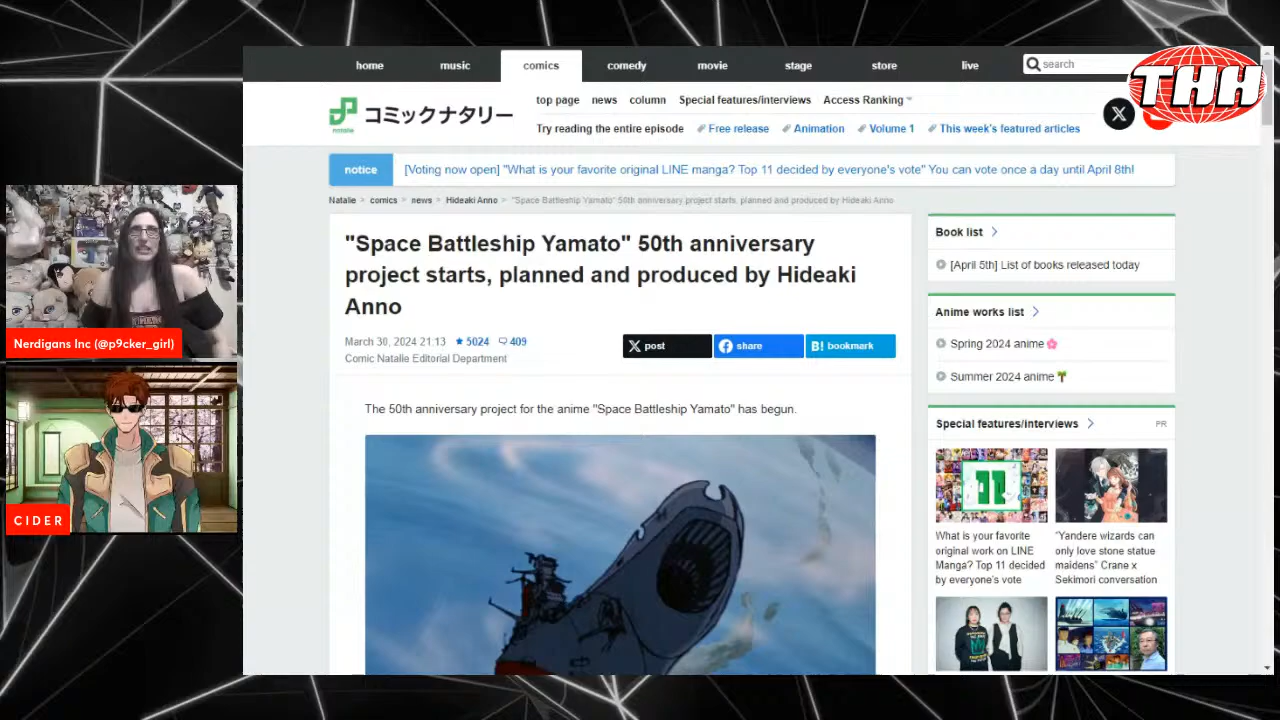 home
music
comics
comedy
movie
stage
store
live
search
THH
natalie
コミックナタリー
top page
news
column
Special features/interviews
Access Ranking
Try reading the entire episode
Free release
Animation
Volume 1
This week's featured articles
notice
[Voting now open] "What is your favorite original LINE manga? Top 11 decided by everyone's vote" You can vote once a day until April 8th!
Natalie > comics > news > Hideaki Anno > "Space Battleship Yamato" 50th anniversary project starts, planned and produced by Hideaki Anno
"Space Battleship Yamato" 50th anniversary
project starts, planned and produced by Hideaki
Anno
March 30, 2024 21:13
5024
409
Comic Natalie Editorial Department
post
share
B! bookmark
The 50th anniversary project for the anime "Space Battleship Yamato" has begun.
Book list
[April 5th] List of books released today
Anime works list
Spring 2024 anime
Summer 2024 anime
Special features/interviews
PR
What is your favorite
original work on LINE
Manga? Top 11 decided
by everyone's vote
"Yandere wizards can
only love stone statue
maidens" Crane x
Sekimori conversation
Nerdigans Inc (@p9cker_girl)
CIDER